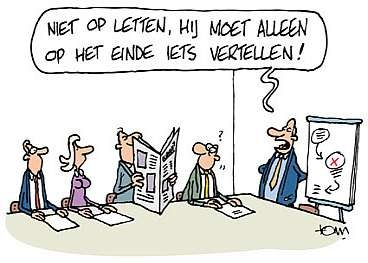 NIET OP LETTEN, HIJ MOET ALLEEN
OP HET EINDE IETS VERTELLEN!
?